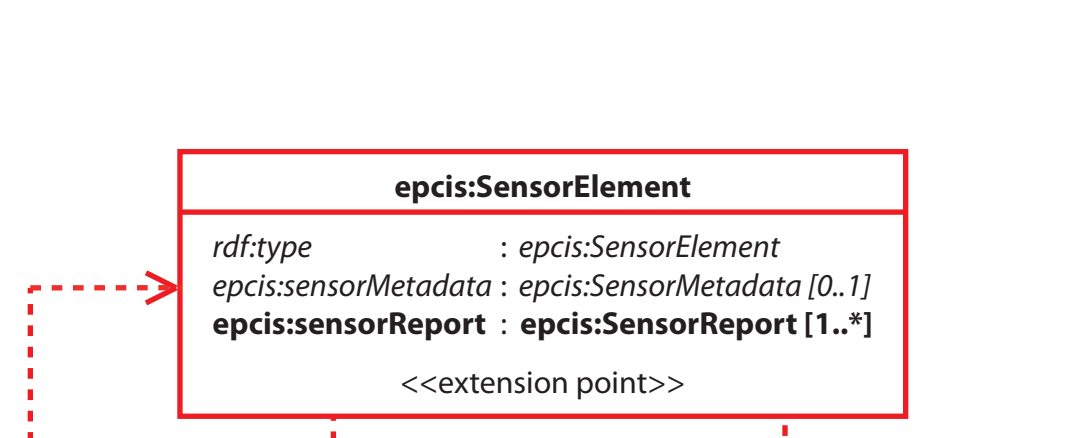 epcis:SensorElement
rdf:type : epcis:SensorElement
epcis:sensorMetadata : epcis:SensorMetadata [0..1]
epcis:sensorReport : epcis:SensorReport [1..*]
<<extension point>>